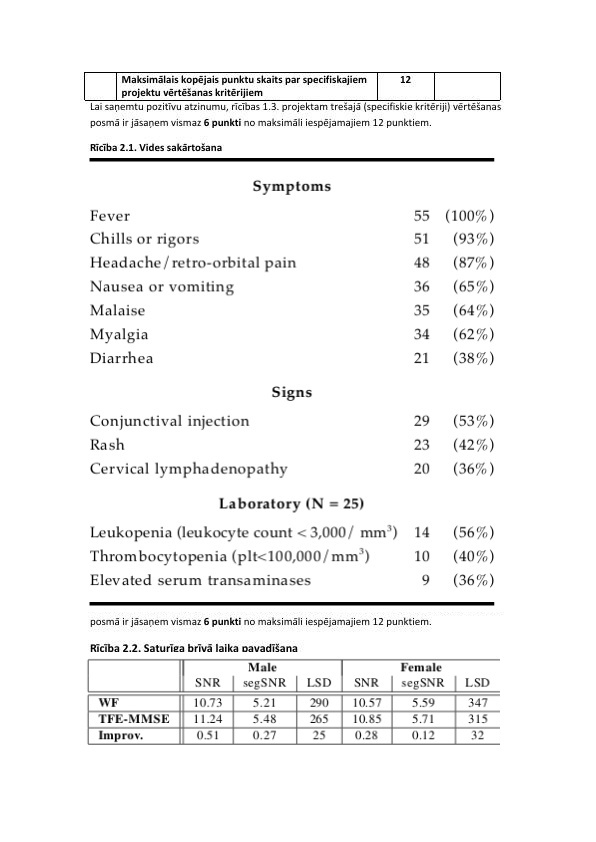 Maksimālais kopējais punktu skaits par specifiskajiem 12
projektu vērtēšanas kritērijiem
Lai saņemtu pozitīvu atzinumu, rīcības 1.3. projektam trešajā (specifiskie kritēriji) vērtēšanas
posmā ir jāsaņem vismaz 6 punkti no maksimāli iespējamajiem 12 punktiem.
Rīcība 2.1. Vides sakārtošana
Symptoms
Fever 55 (100%)
Chills or rigors 51 (93%)
Headache/retro-orbital pain 48 (87%)
Nausea or vomiting 36 (65%)
Malaise 35 (64%)
Myalgia 34 (62%)
Diarrhea 21 (38%)
Signs
Conjunctival injection 29 (53%)
Rash 23 (42%)
Cervical lymphadenopathy 20 (36%)
Laboratory (N = 25)
Leukopenia (leukocyte count < 3,000/ mm³) 14 (56%)
Thrombocytopenia (plt<100,000/mm³) 10 (40%)
Elevated serum transaminases 9 (36%)
posmā ir jāsaņem vismaz 6 punkti no maksimāli iespējamajiem 12 punktiem.
Rīcība 2.2. Saturīga brīvā laika pavadīšana
Male Female
SNR segSNR LSD SNR segSNR LSD
WF 10.73 5.21 290 10.57 5.59 347
TFE-MMSE 11.24 5.48 265 10.85 5.71 315
Improv. 0.51 0.27 25 0.28 0.12 32